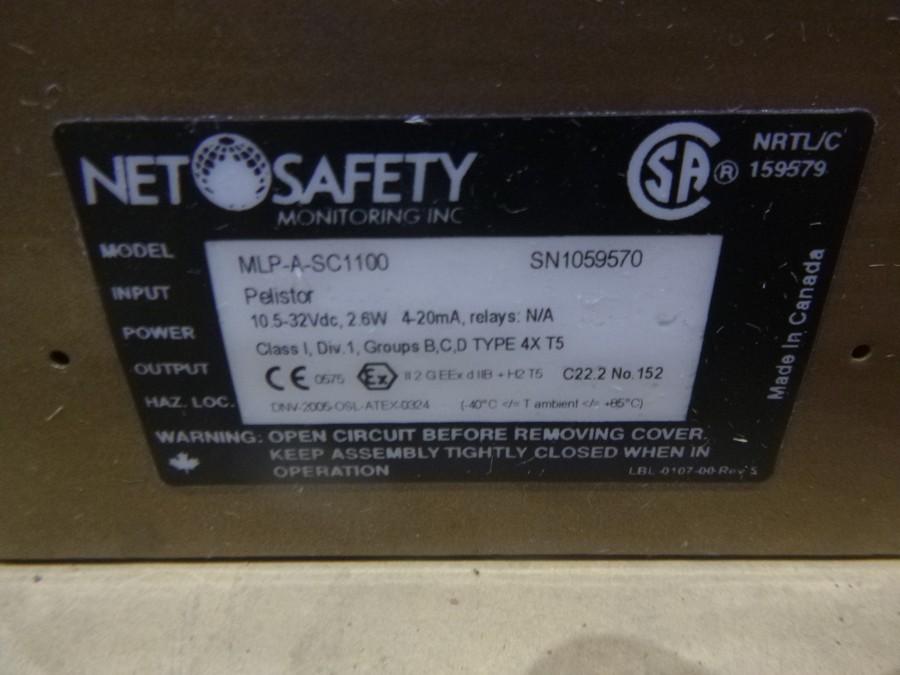 NET SAFETY
MONITORING INC
CSA ® NRTL/C
159579
MODEL MLP-A-SC1100 SN1059570
INPUT Pelistor
POWER 10.5-32Vdc, 2.6W 4-20mA, relays: N/A
OUTPUT Class I, Div.1, Groups B,C,D TYPE 4X T5
CE 0575 Ex II 2 G EEx d IIB + H2 T5 C22.2 No.152
HAZ. LOC. DNV-2005-OSL-ATEX-0324 (-40°C </= T ambient </= +85°C)
Made in Canada
WARNING: OPEN CIRCUIT BEFORE REMOVING COVER.
KEEP ASSEMBLY TIGHTLY CLOSED WHEN IN
OPERATION
LBL-0107-00-Rev 5